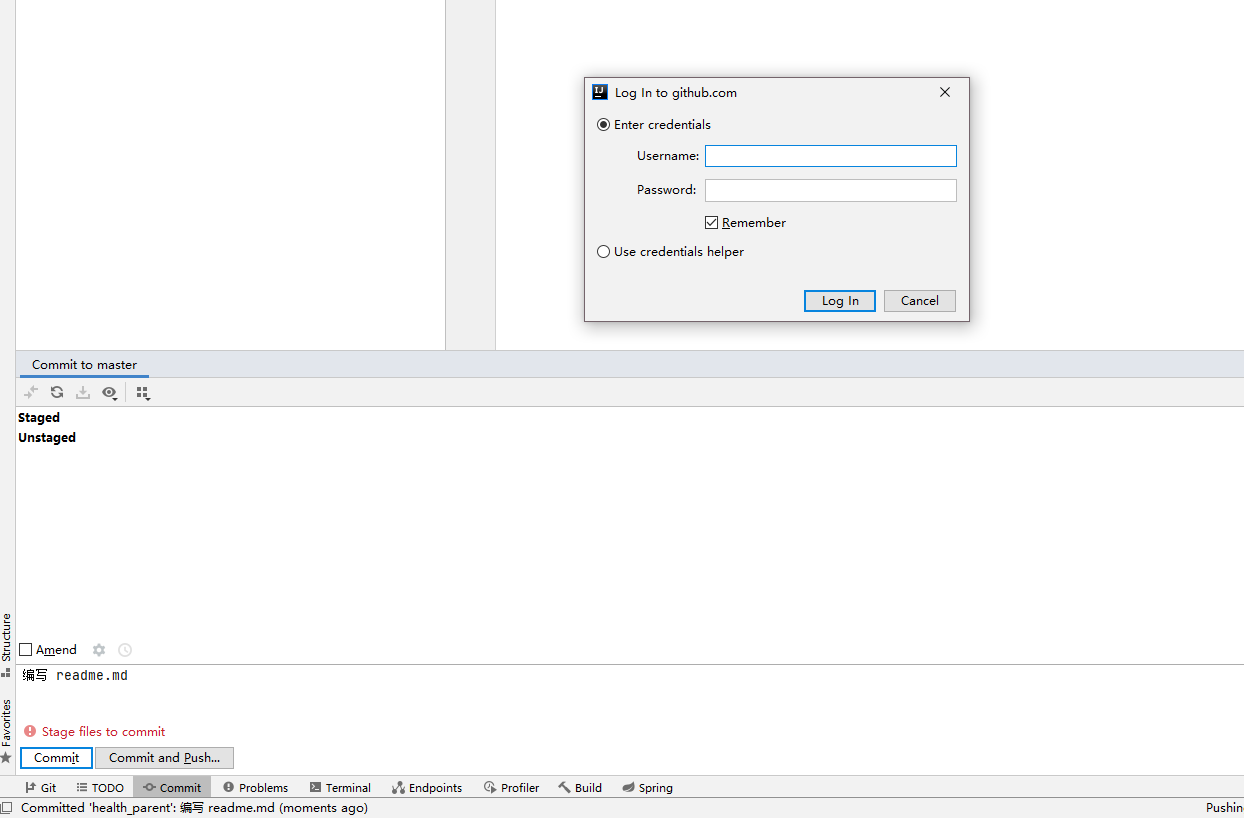 Log In to github.com
Enter credentials
Username:
Password:
Remember
Use credentials helper
Log In Cancel
Commit to master
Staged
Unstaged
Structure
Amend
编写 readme.md
Favorites
Stage files to commit
Commit Commit and Push...
Git TODO Commit Problems Terminal Endpoints Profiler Build Spring
Committed 'health_parent': 编写 readme.md (moments ago) Pushin